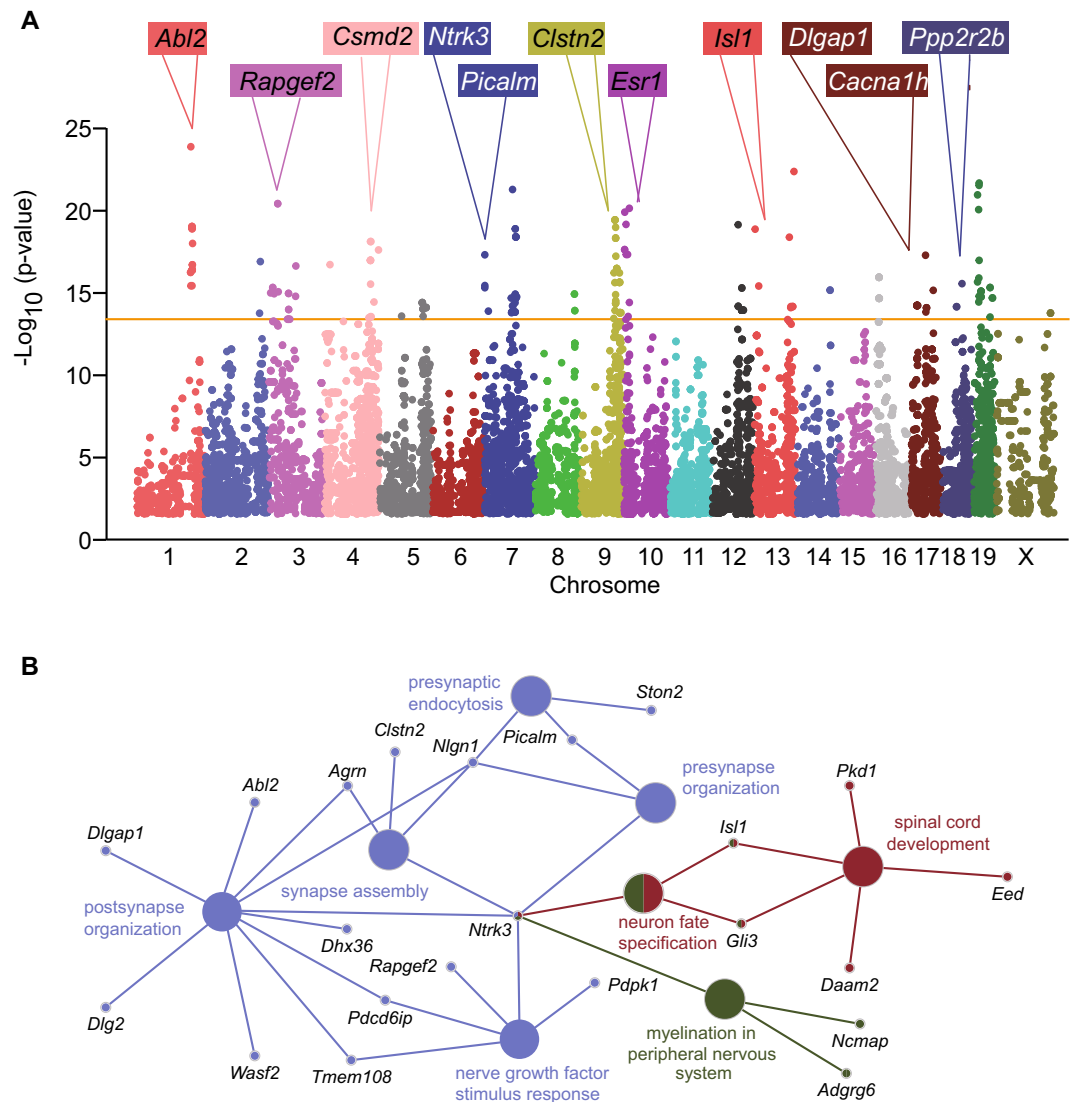 A
Abl2
Csmd2
Ntrk3
Clstn2
Isl1
Dlgap1
Ppp2r2b
Rapgef2
Picalm
Esr1
Cacna1h
-Log10 (p-value)
25
20
15
10
5
0
1 2 3 4 5 6 7 8 9 10 11 12 13 14 15 16 17 18 19 X
Chrosome
B
presynaptic
endocytosis
Ston2
Clstn2
Nlgn1
Picalm
Agrn
Abl2
presynapse
organization
Pkd1
Dlgap1
Isl1
spinal cord
development
synapse assembly
Eed
postsynapse
organization
Ntrk3
neuron fate
specification
Gli3
Dhx36
Rapgef2
Pdpk1
Daam2
Dlg2
Pdcd6ip
Ncmap
myelination in
peripheral nervous
system
Wasf2
Tmem108
nerve growth factor
stimulus response
Adgrg6